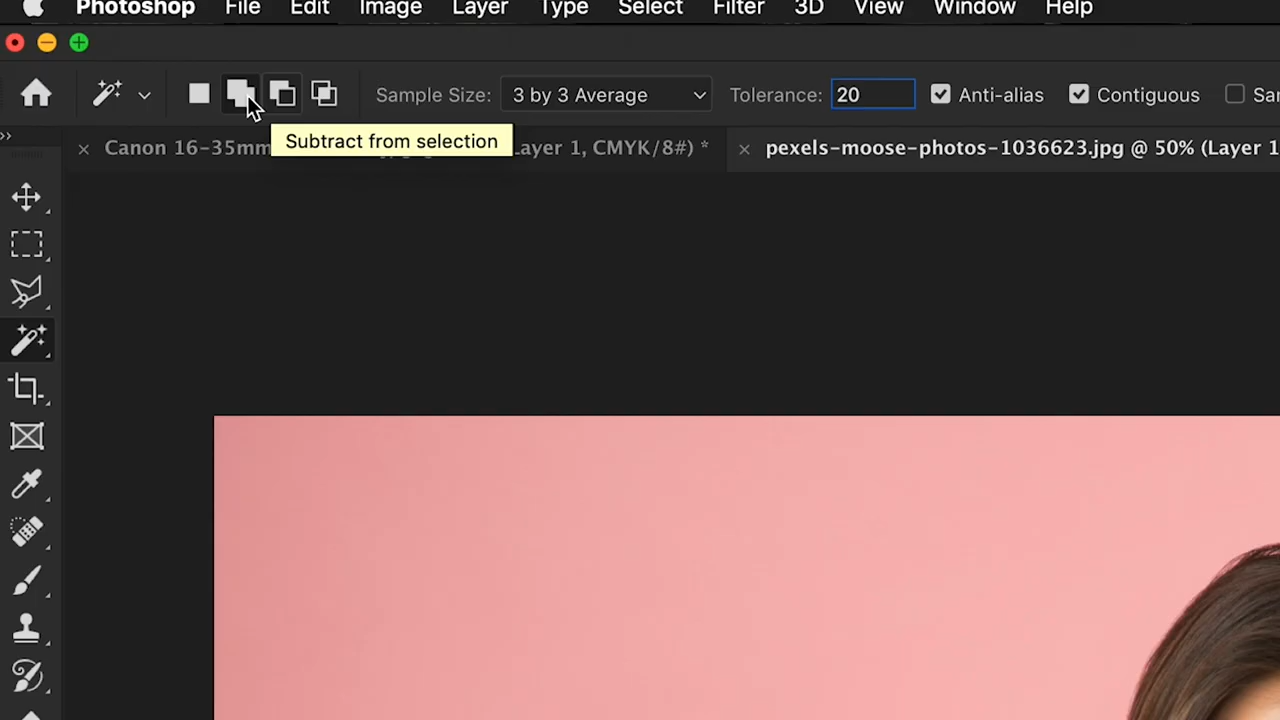 Photoshop File Edit Image Layer Type Select Filter 3D View Window Help
Sample Size: 3 by 3 Average Tolerance: 20 Anti-alias Contiguous
Subtract from selection
Canon 16-35mm ayer 1, CMYK/8#) * pexels-moose-photos-1036623.jpg @ 50% (Layer 1